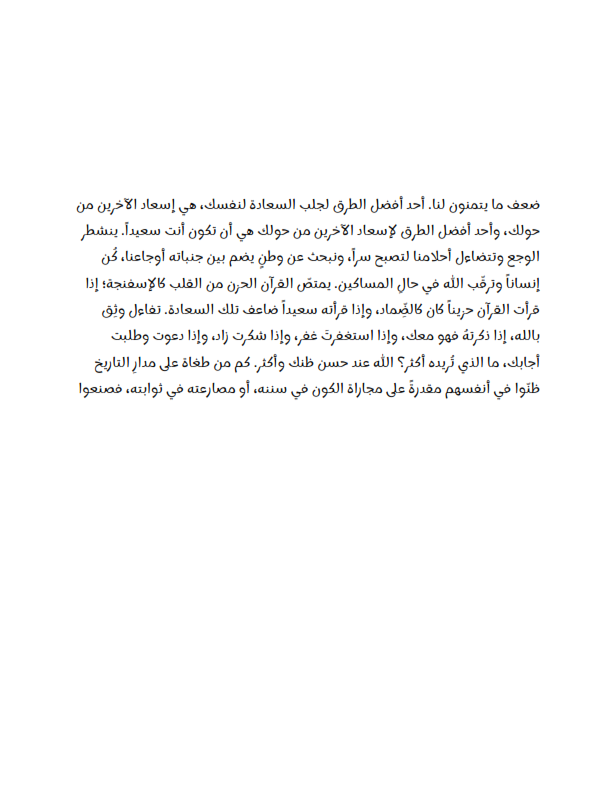 ضعف ما يتمنون لنا. أحد أفضل الطرق لجلب السعادة لنفسك، هي إسعاد الآخرين من
حولك، وأحد أفضل الطرق لإسعاد الآخرين من حولك هي أن تكون أنت سعيداً. ينشطر
الوجع وتضاءل أحلامنا لتصبح سراً، ونبحث عن وطنٍ يضم بين جنباته أوجاعنا، كُن
إنساناً وترقّب الله في حالِ المساكين. يمتصّ القرآن الحزن من القلب كالإسفنجة؛ إذا
قرأت القرآن حزيناً كان كالضِّماد، وإذا قرأته سعيداً ضاعف تلك السعادة. تفاءل وثِق
بالله، إذا ذكرتهُ فهو معك، وإذا استغفرتَ غفر، وإذا شكرت زاد، وإذا دعوت وطلبت
أجابك، ما الذي تُريده أكثر؟ الله عند حسن ظنك وأكثر. كم من طغاة على مدارِ التاريخ
ظنّوا في أنفسهم مقدرةً على مجاراة الكون في سننه، أو مصارعته في ثوابته، فصنعوا